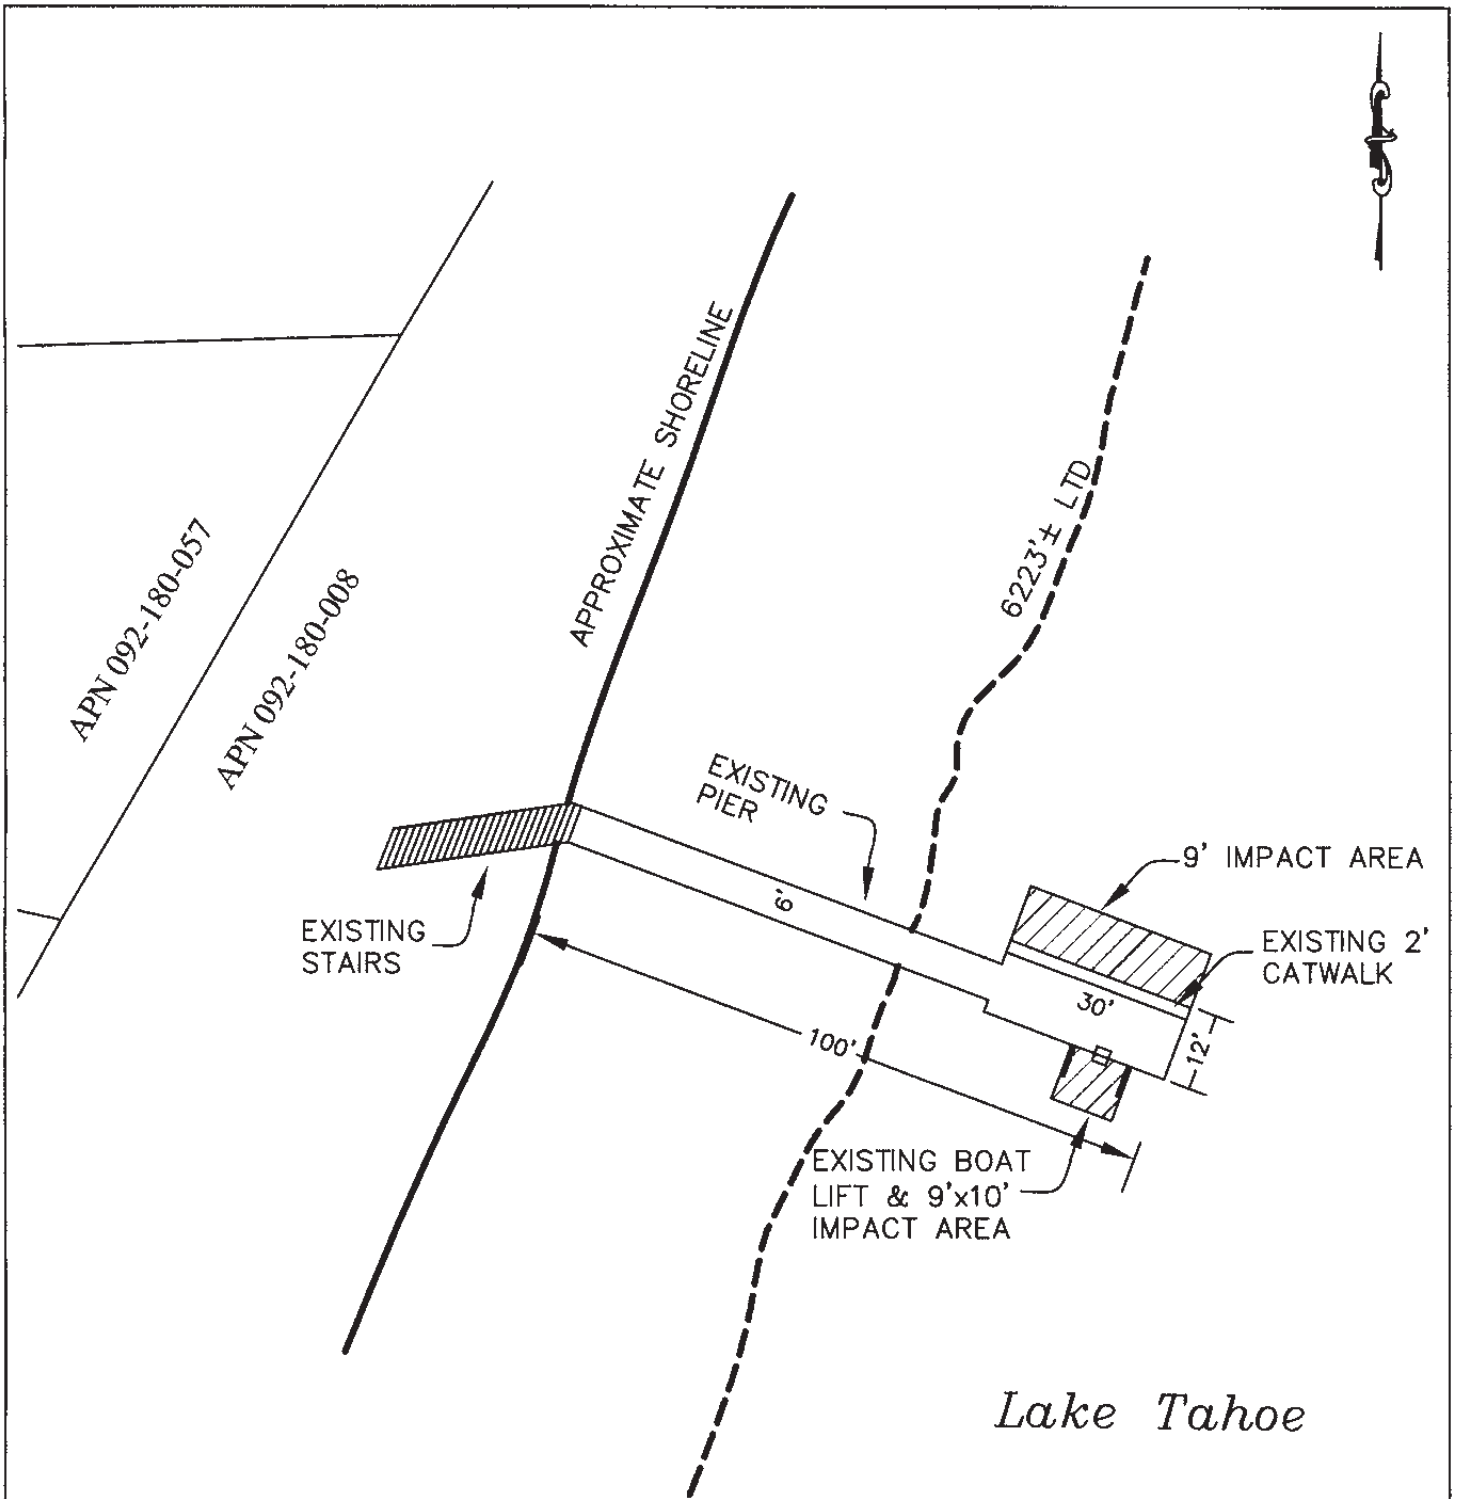 APPROXIMATE SHORELINE
6223'± LTD
APN 092-180-057
APN 092-180-008
EXISTING
PIER
6'
9' IMPACT AREA
EXISTING
STAIRS
EXISTING 2'
CATWALK
30'
12'
100'
EXISTING BOAT
LIFT & 9'x10'
IMPACT AREA
Lake Tahoe